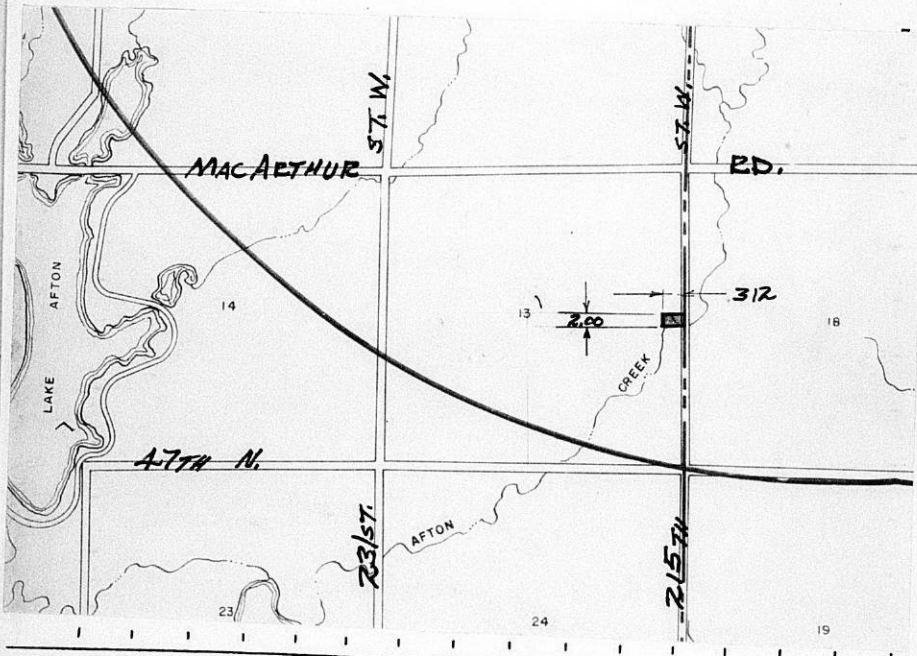 ST. W.
ST. W.
MACARTHUR RD.
LAKE AFTON
14
13
312
2.00
18
CREEK
47TH N.
AFTON
231ST.
215TH
23
24
19